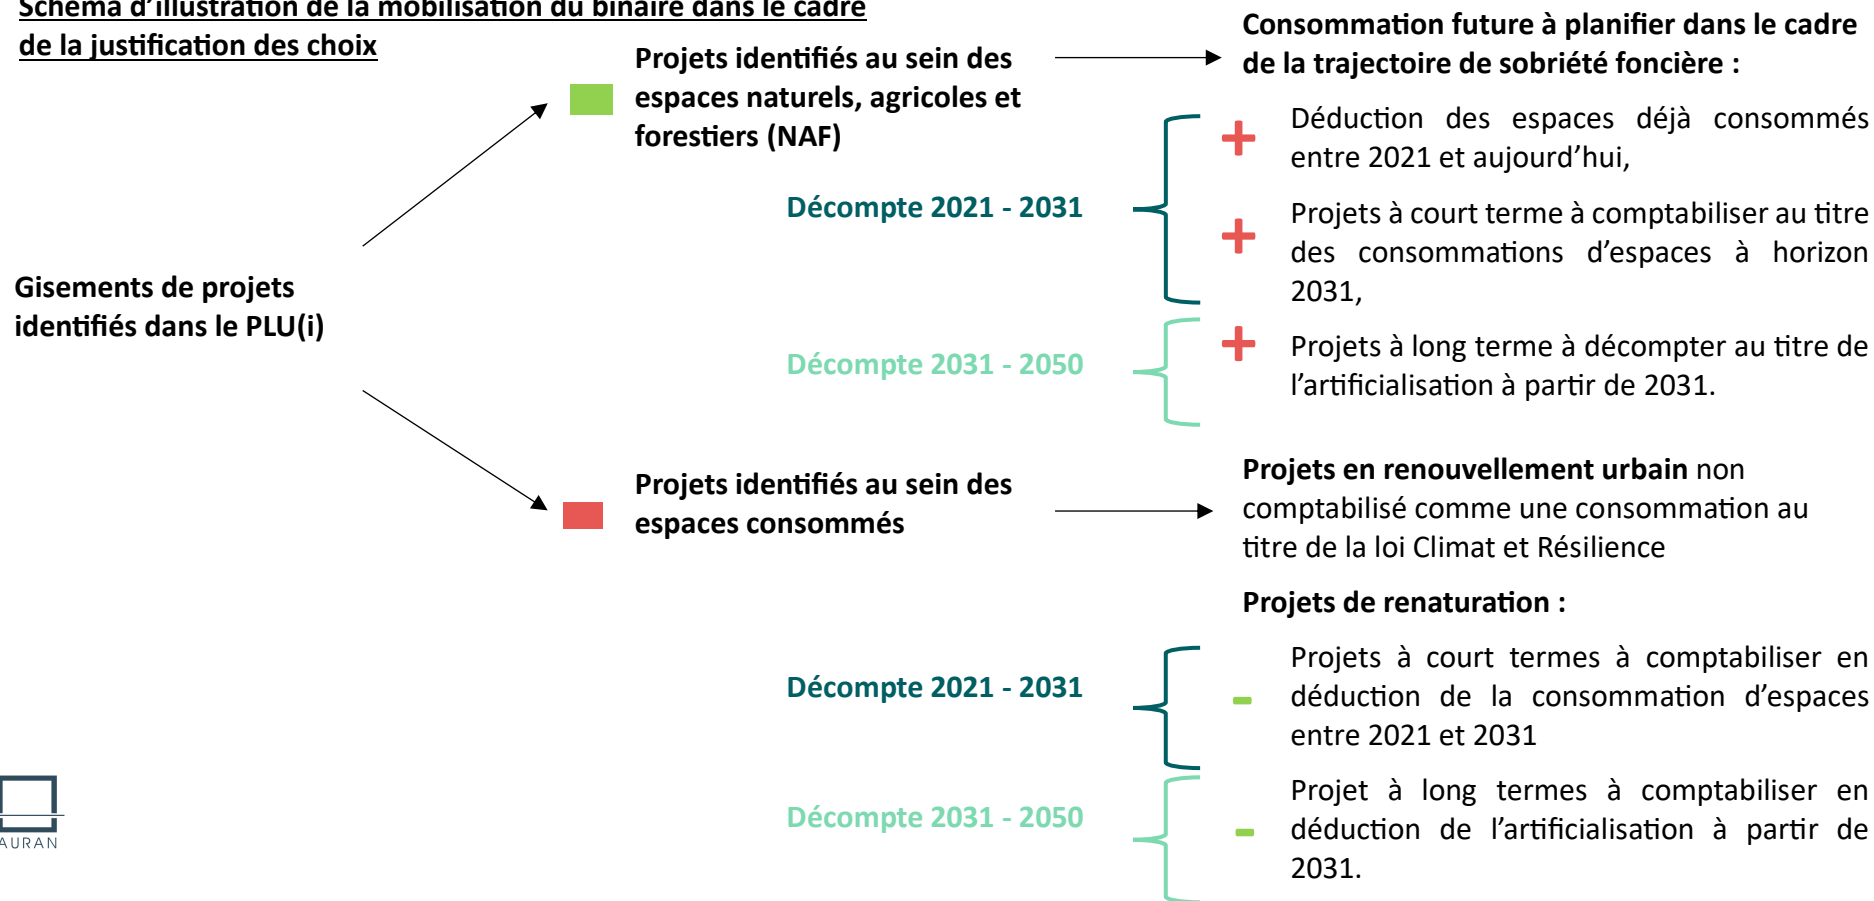 Schéma d'illustration de la mobilisation du binaire dans le cadre
de la justification des choix
Gisements de projets
identifiés dans le PLU(i)
Projets identifiés au sein des
espaces naturels, agricoles et
forestiers (NAF)
Consommation future à planifier dans le cadre
de la trajectoire de sobriété foncière :
Décompte 2021 - 2031
+ Déduction des espaces déjà consommés
entre 2021 et aujourd'hui,
+ Projets à court terme à comptabiliser au titre
des consommations d'espaces à horizon
2031,
Décompte 2031 - 2050
+ Projets à long terme à décompter au titre de
l'artificialisation à partir de 2031.
Projets identifiés au sein des
espaces consommés
Projets en renouvellement urbain non
comptabilisé comme une consommation au
titre de la loi Climat et Résilience
Projets de renaturation :
Décompte 2021 - 2031
- Projets à court termes à comptabiliser en
déduction de la consommation d'espaces
entre 2021 et 2031
Décompte 2031 - 2050
- Projet à long termes à comptabiliser en
déduction de l'artificialisation à partir de
2031.
AURAN